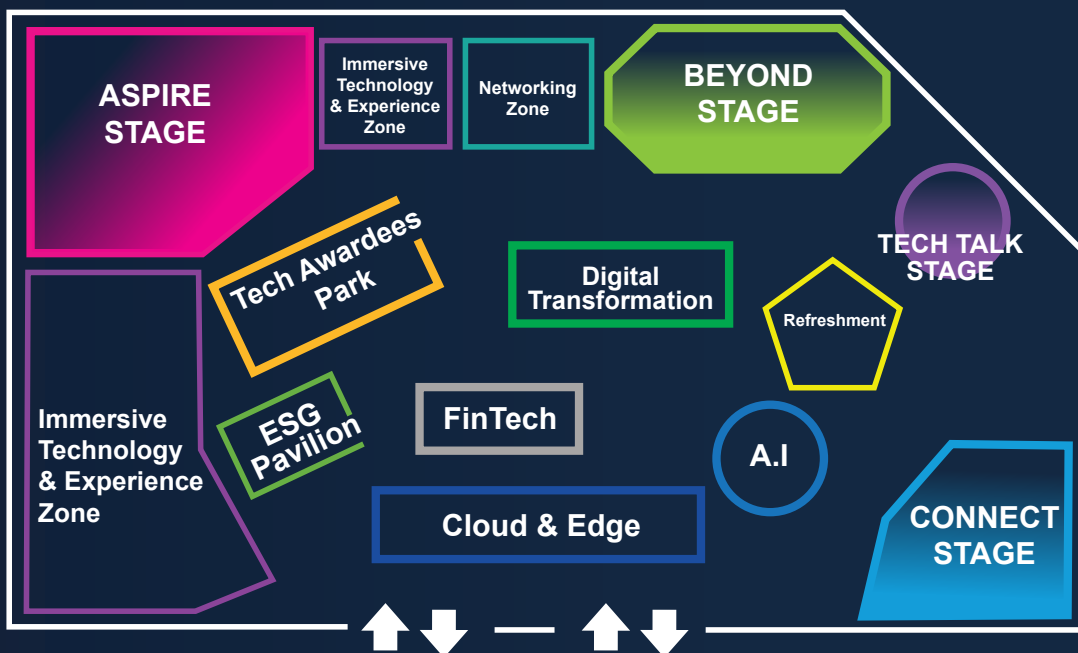 ASPIRE
STAGE
Immersive
Technology
& Experience
Zone
Networking
Zone
BEYOND
STAGE
TECH TALK
STAGE
Tech Awardees
Park
Digital
Transformation
Refreshment
Immersive
Technology
& Experience
Zone
ESG
Pavilion
FinTech
A.I
Cloud & Edge
CONNECT
STAGE